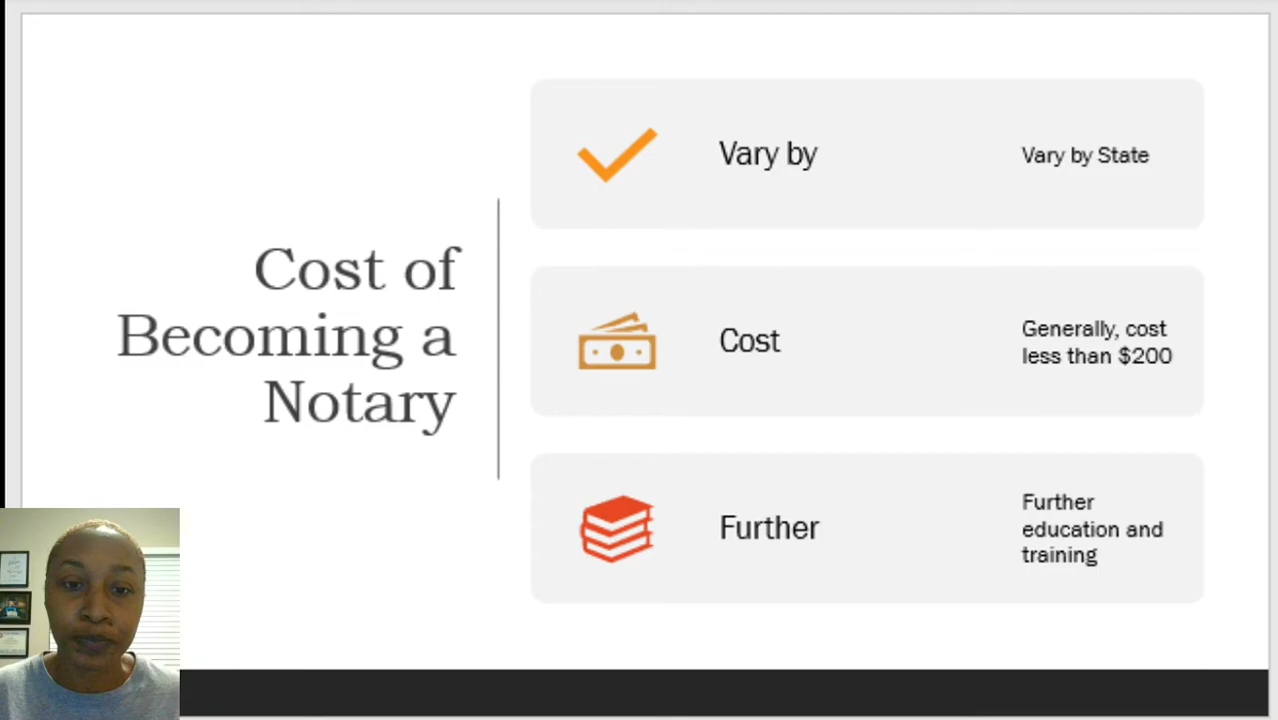 Cost of
Becoming a
Notary
Vary by
Vary by State
Cost
Generally, cost
less than $200
Further
Further
education and
training